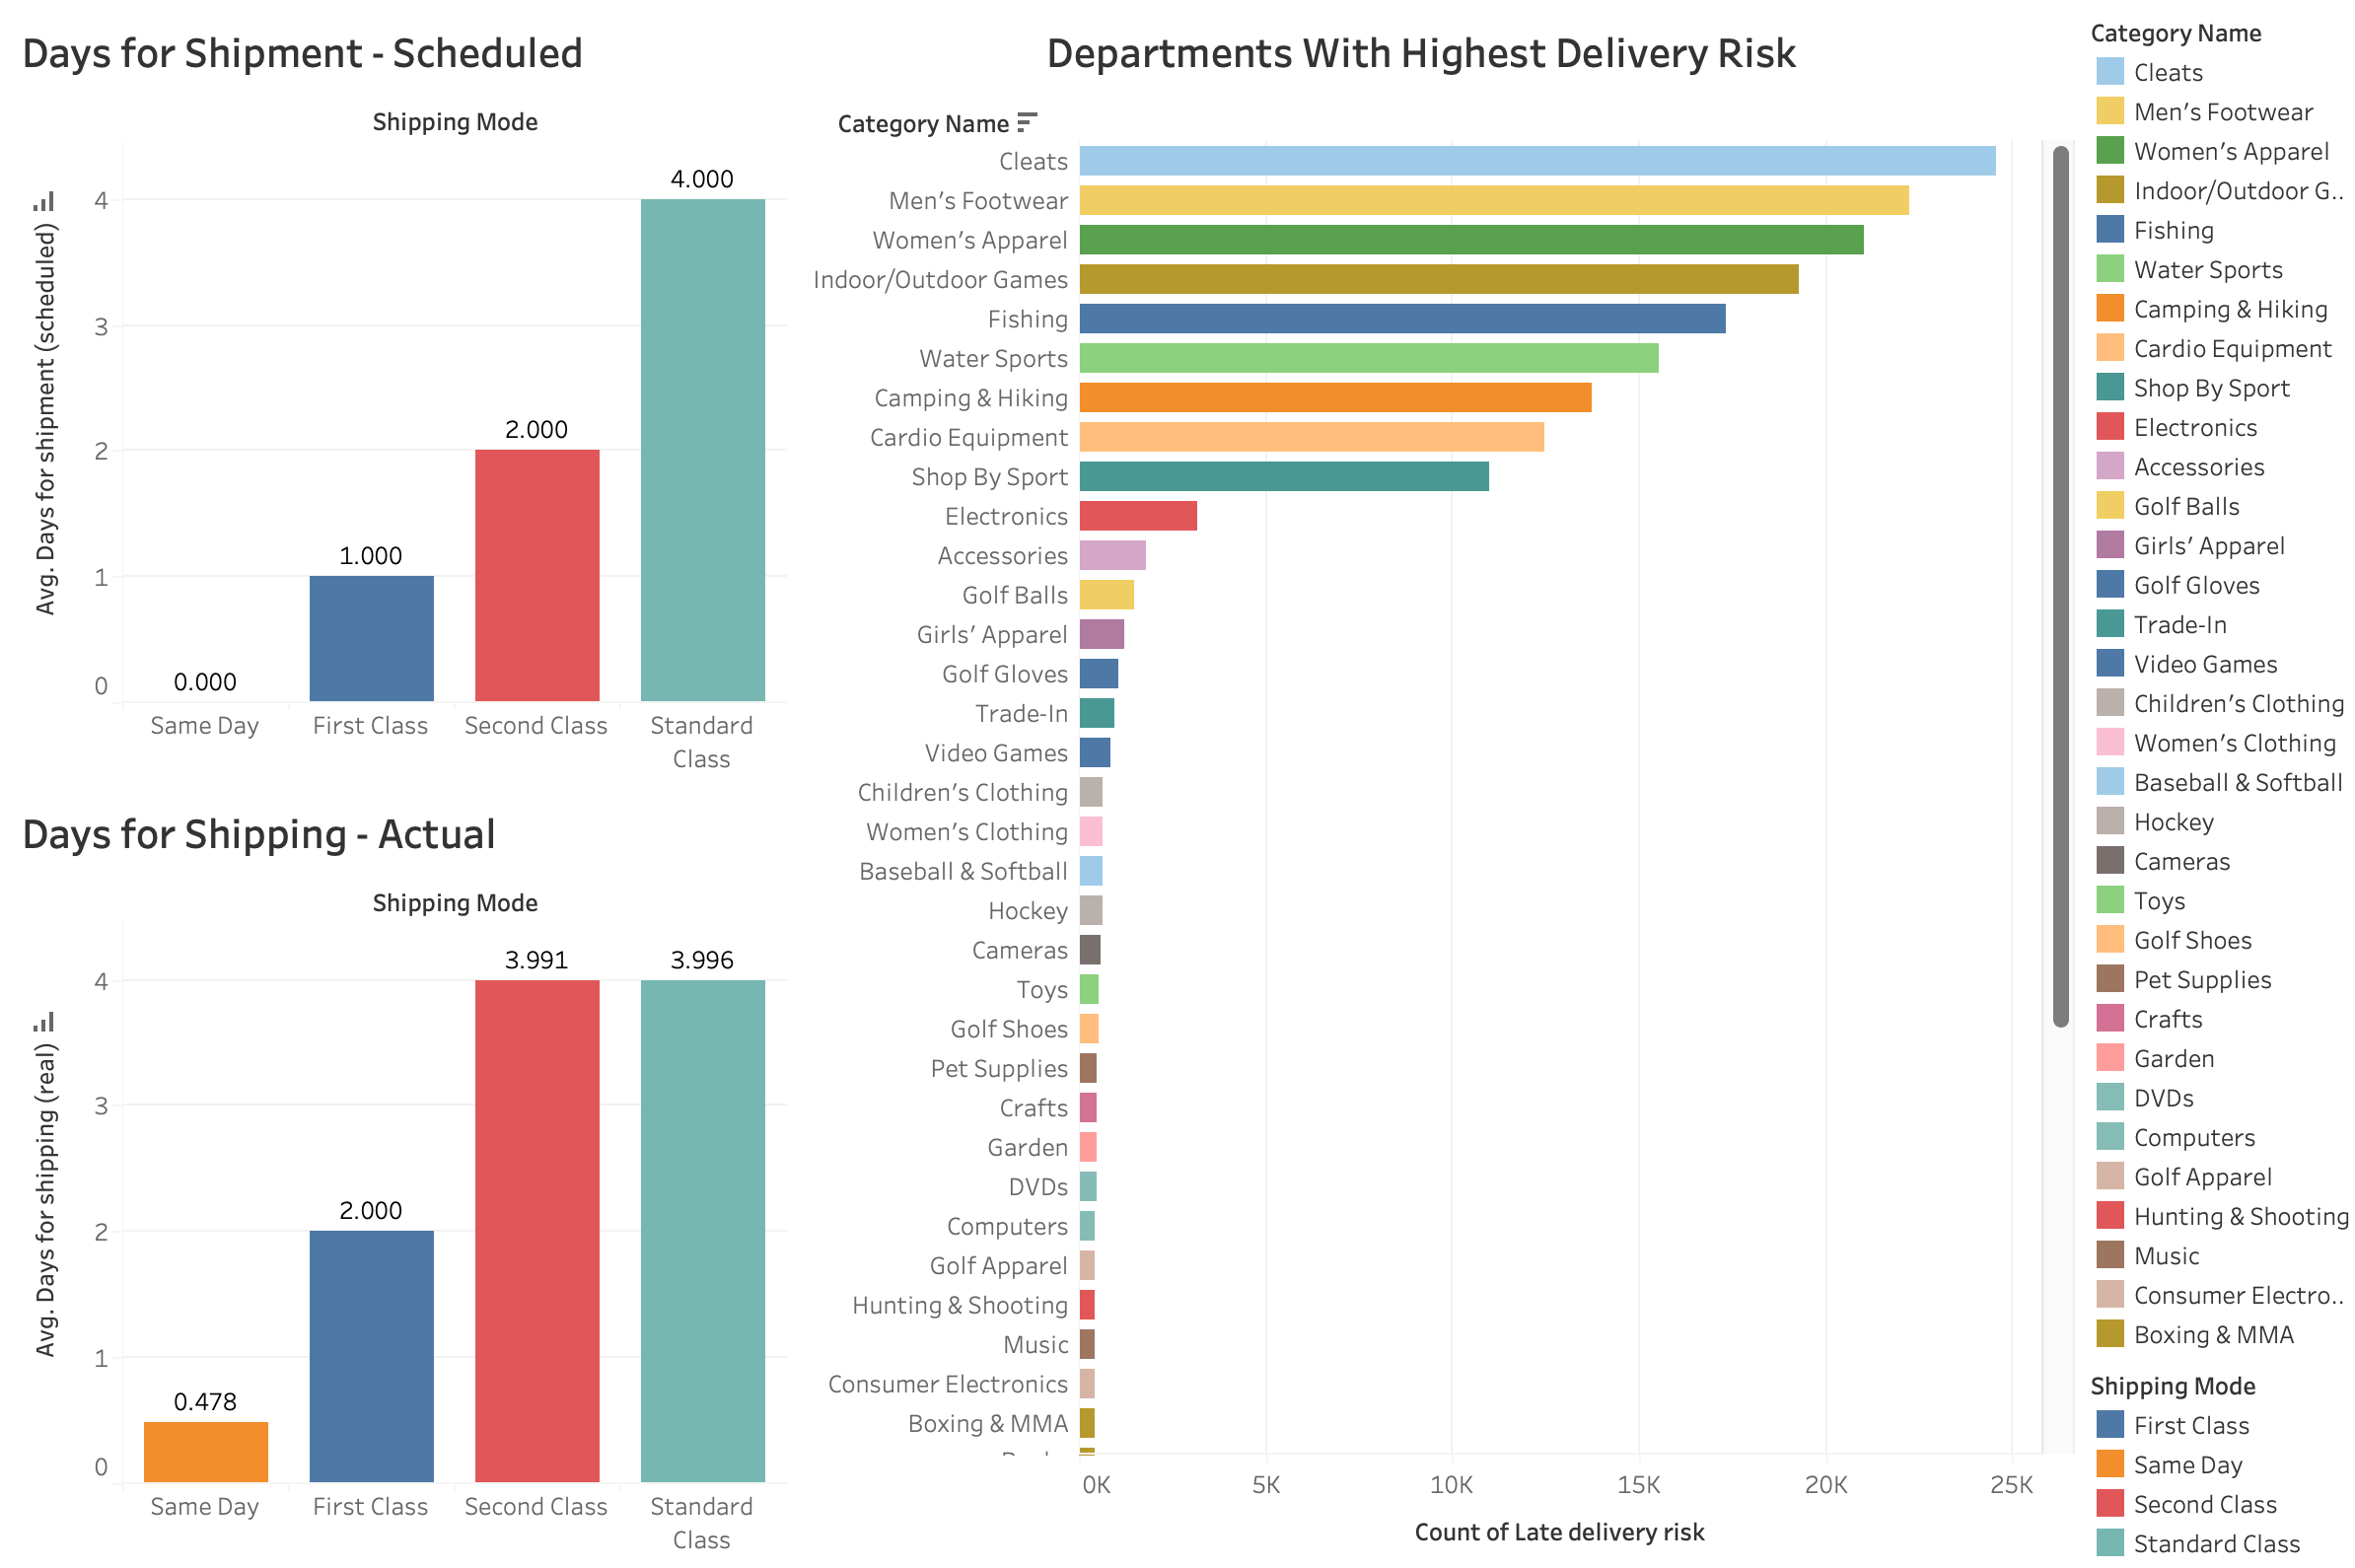 Days for Shipment - Scheduled
Shipping Mode
Avg. Days for shipment (scheduled)
4
3
2
1
0
0.000
1.000
2.000
4.000
Same Day
First Class
Second Class
Standard
Class
Days for Shipping - Actual
Shipping Mode
Avg. Days for shipping (real)
4
3
2
1
0
0.478
2.000
3.991
3.996
Same Day
First Class
Second Class
Standard
Class
Departments With Highest Delivery Risk
Category Name
Cleats
Men's Footwear
Women's Apparel
Indoor/Outdoor Games
Fishing
Water Sports
Camping & Hiking
Cardio Equipment
Shop By Sport
Electronics
Accessories
Golf Balls
Girls' Apparel
Golf Gloves
Trade-In
Video Games
Children's Clothing
Women's Clothing
Baseball & Softball
Hockey
Cameras
Toys
Golf Shoes
Pet Supplies
Crafts
Garden
DVDs
Computers
Golf Apparel
Hunting & Shooting
Music
Consumer Electronics
Boxing & MMA
0K
5K
10K
15K
20K
25K
Count of Late delivery risk
Category Name
Cleats
Men's Footwear
Women's Apparel
Indoor/Outdoor G..
Fishing
Water Sports
Camping & Hiking
Cardio Equipment
Shop By Sport
Electronics
Accessories
Golf Balls
Girls' Apparel
Golf Gloves
Trade-In
Video Games
Children's Clothing
Women's Clothing
Baseball & Softball
Hockey
Cameras
Toys
Golf Shoes
Pet Supplies
Crafts
Garden
DVDs
Computers
Golf Apparel
Hunting & Shooting
Music
Consumer Electro..
Boxing & MMA
Shipping Mode
First Class
Same Day
Second Class
Standard Class